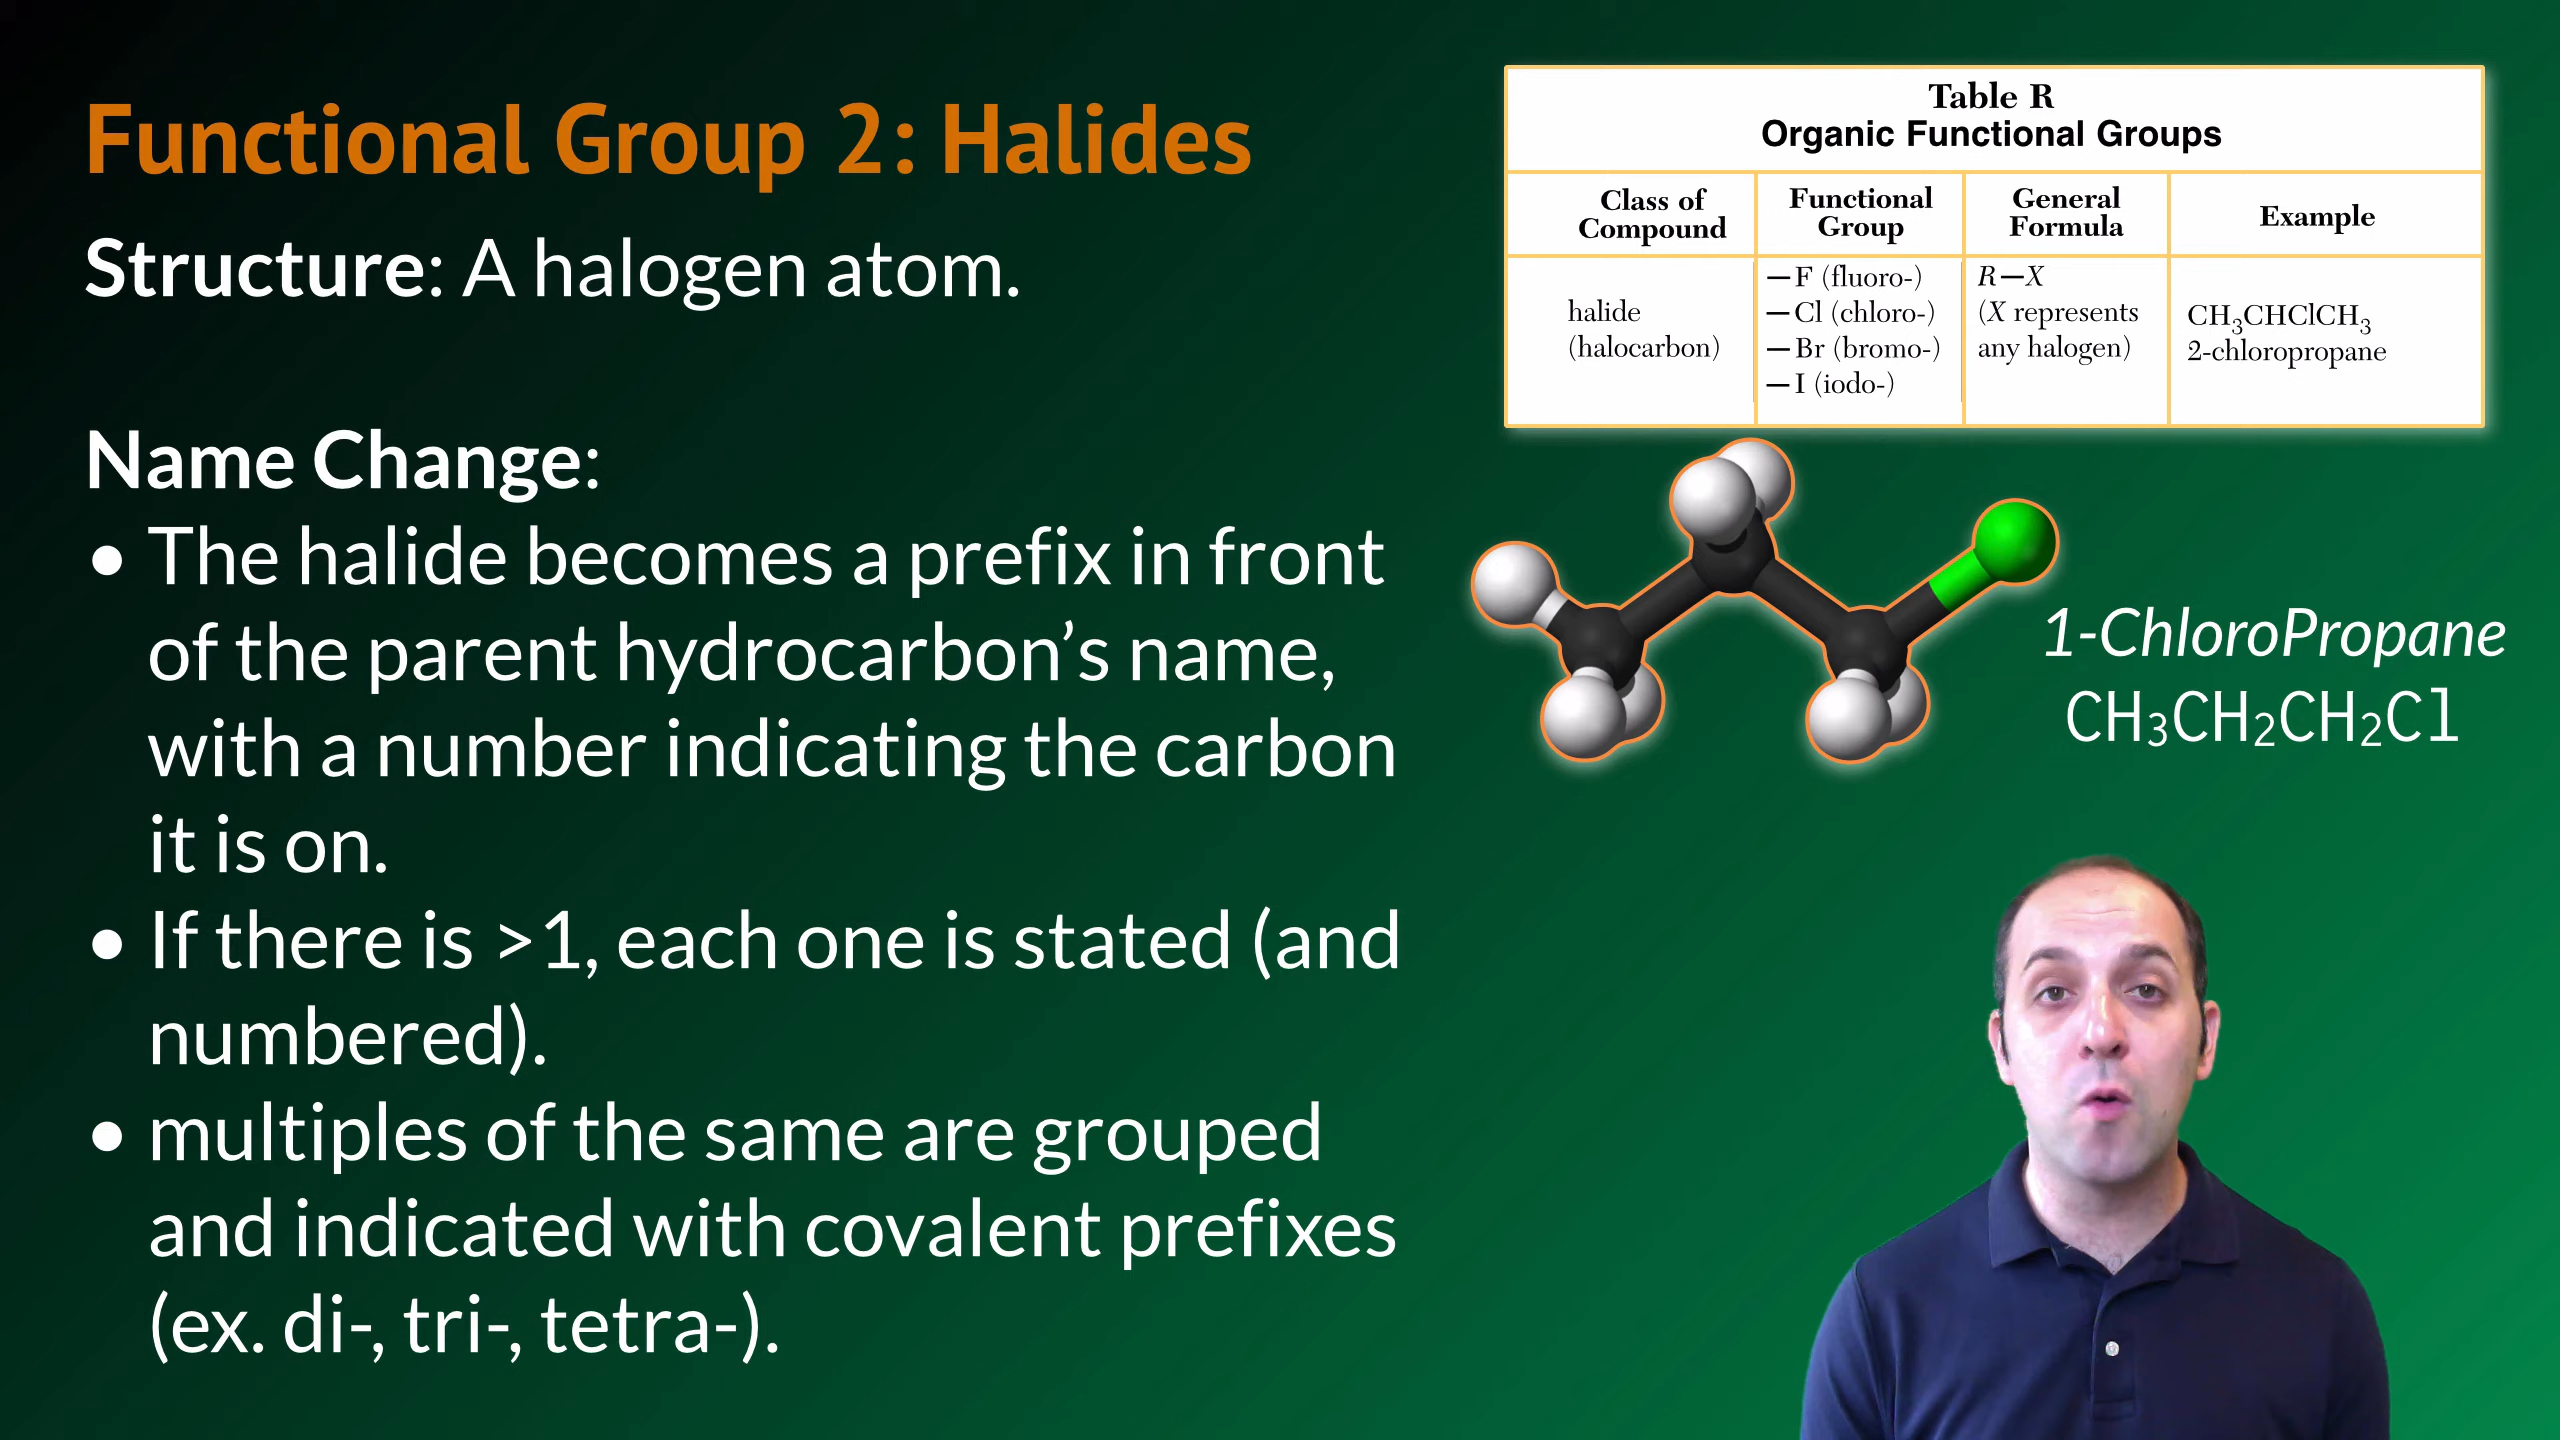 Functional Group 2: Halides
Structure: A halogen atom.
Name Change:
• The halide becomes a prefix in front
of the parent hydrocarbon’s name,
with a number indicating the carbon
it is on.
• If there is >1, each one is stated (and
numbered).
• multiples of the same are grouped
and indicated with covalent prefixes
(ex. di-, tri-, tetra-).
Table R
Organic Functional Groups
Class of
Compound
Functional
Group
General
Formula
Example
halide
(halocarbon)
—F (fluoro-)
—Cl (chloro-)
—Br (bromo-)
—I (iodo-)
R—X
(X represents
any halogen)
CH₃CHClCH₃
2-chloropropane
1-ChloroPropane
CH₃CH₂CH₂Cl